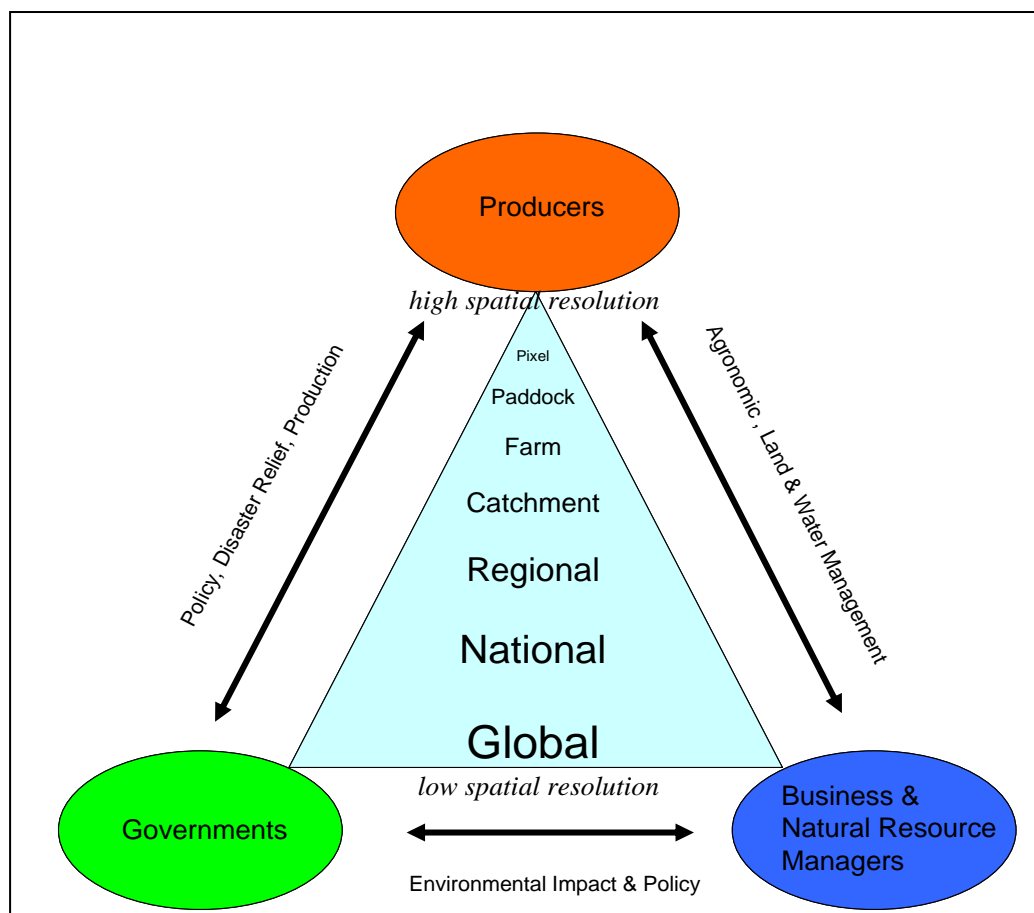 Producers
high spatial resolution
Pixel
Paddock
Farm
Catchment
Regional
National
Global
low spatial resolution
Policy, Disaster Relief, Production
Agronomic , Land & Water Management
Governments
Business &
Natural Resource
Managers
Environmental Impact & Policy